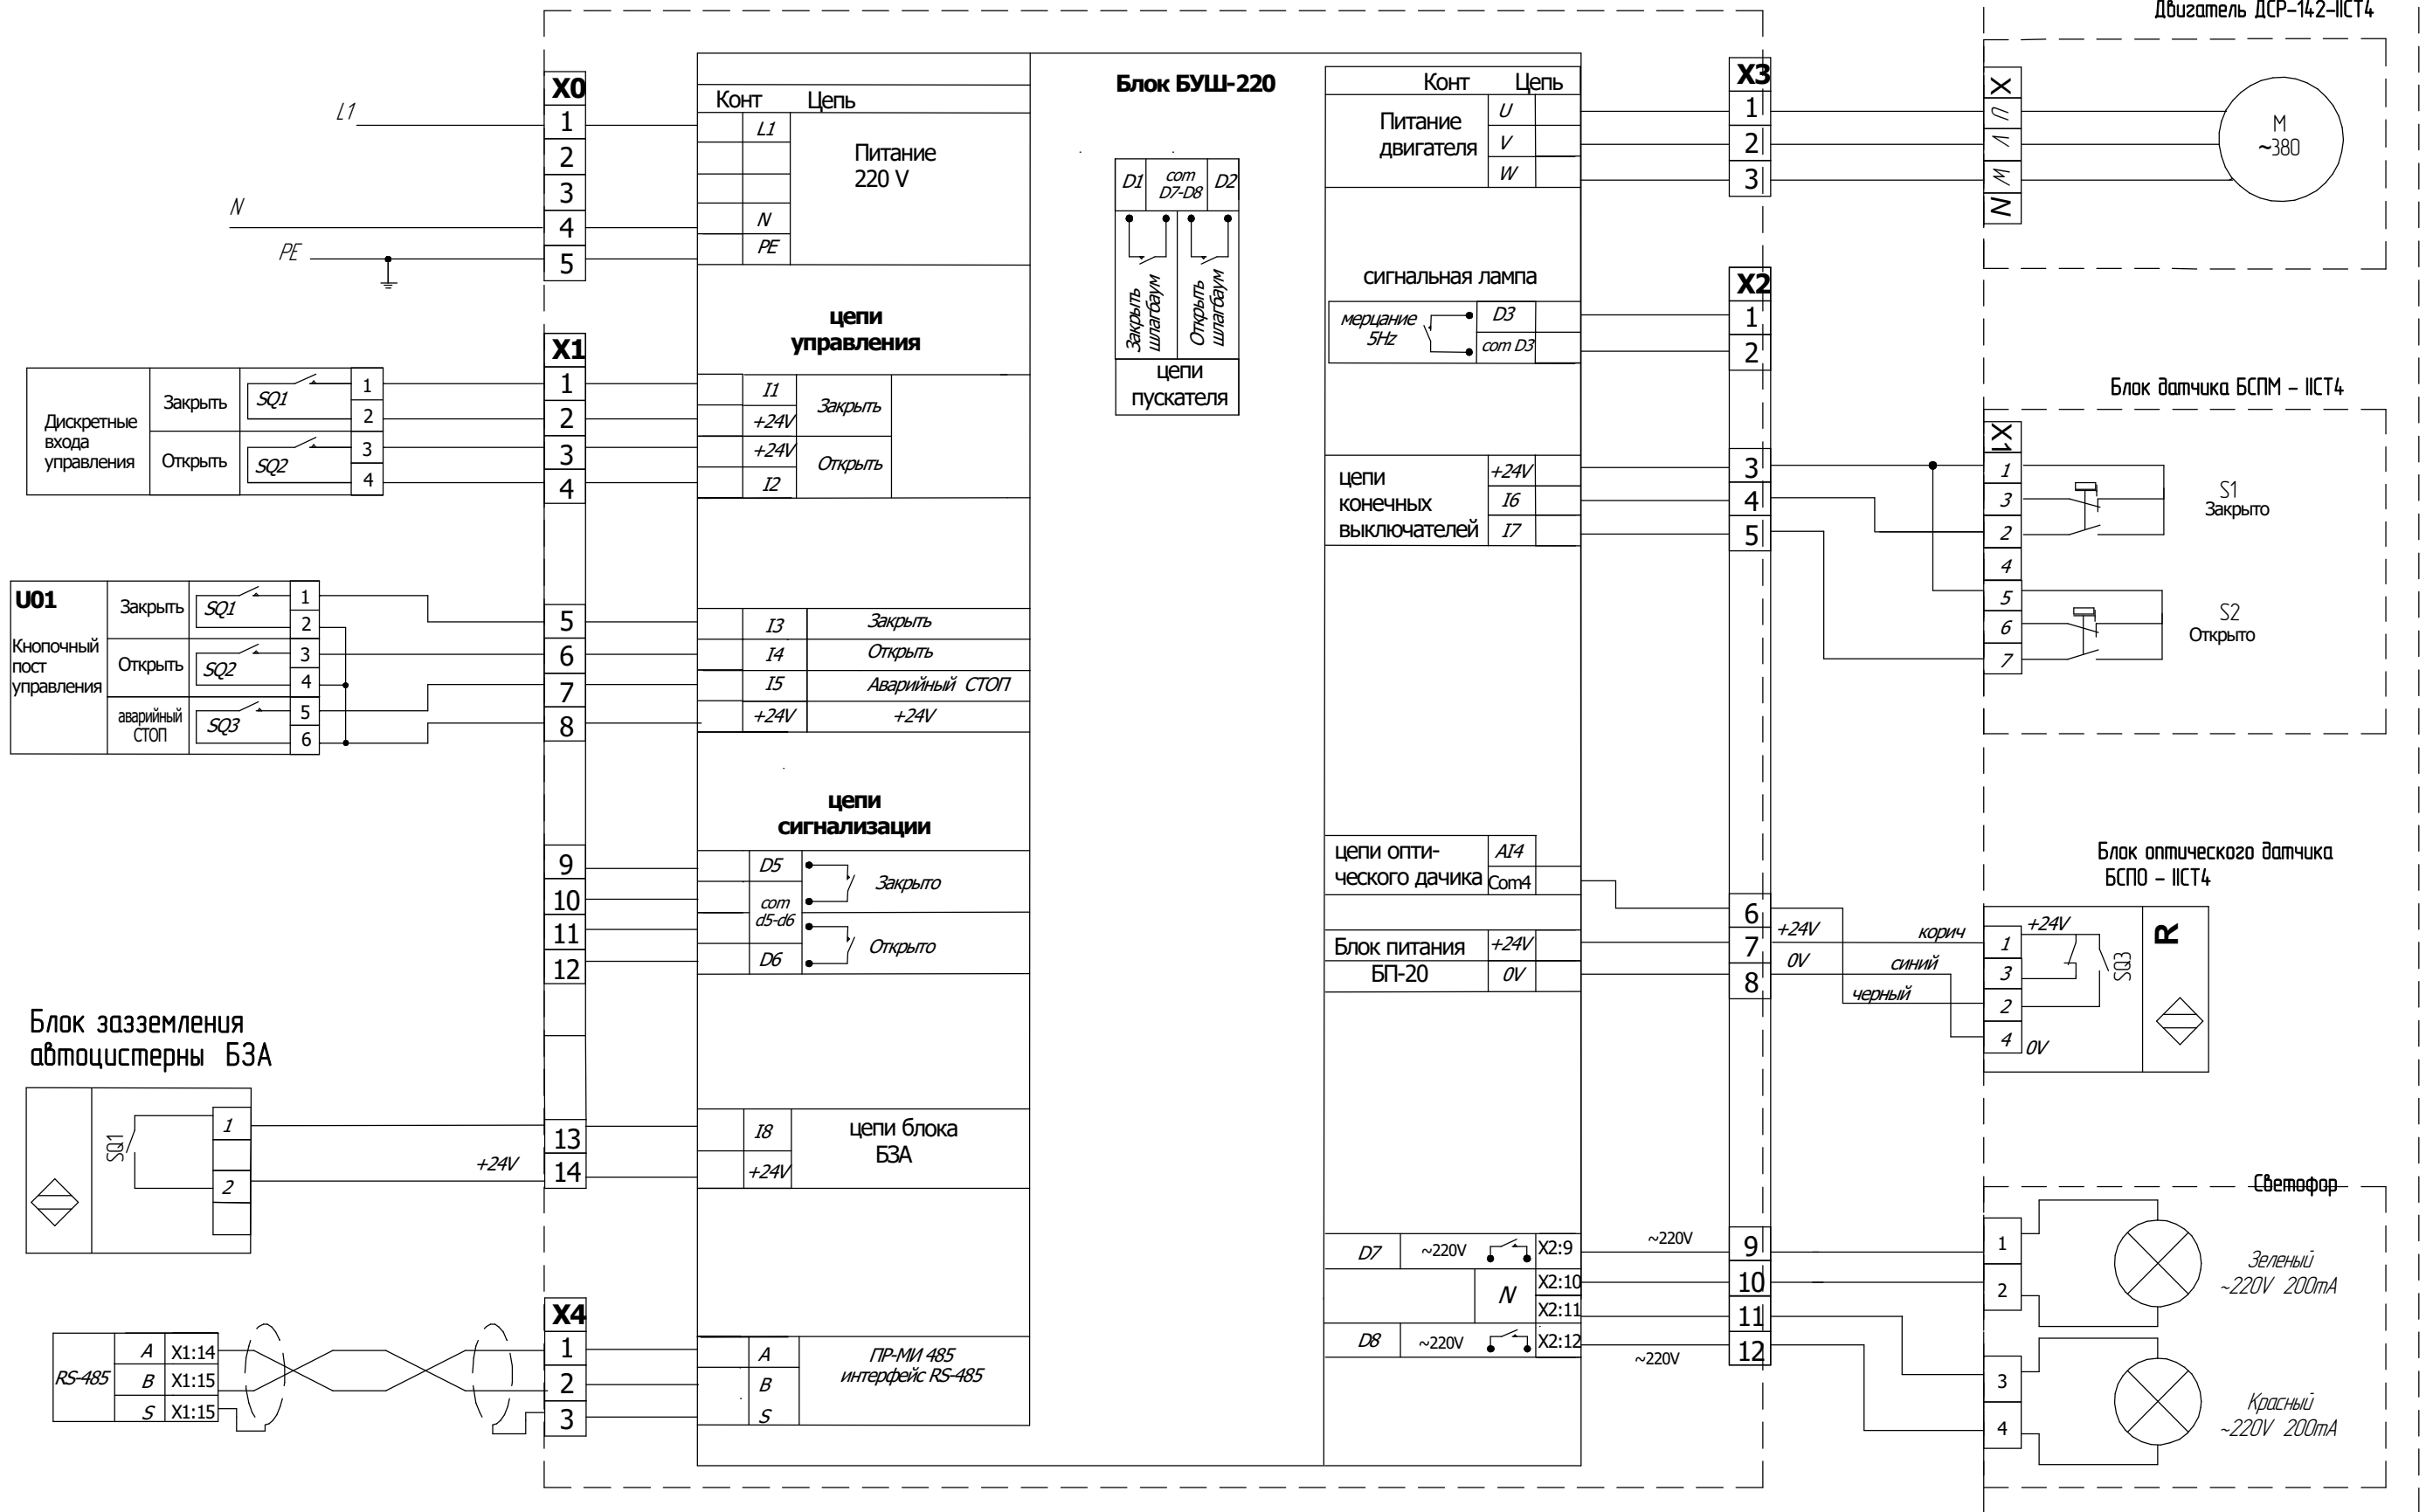 Двигатель ДСР-142-IIСТ4
Блок БУШ-220
L1
N
PE
X0
1
2
3
4
5
Конт Цепь
L1
N
PE
Питание
220 V
цепи
управления
Дискретные
входа
управления
Закрыть
SQ1
Открыть
SQ2
1
2
3
4
X1
1
2
3
4
I1
+24V
+24V
I2
Закрыть
Открыть
U01
Кнопочный
пост
управления
Закрыть
SQ1
Открыть
SQ2
аварийный
СТОП
SQ3
1
2
3
4
5
6
5
6
7
8
I3 Закрыть
I4 Открыть
I5 Аварийный СТОП
+24V +24V
цепи
сигнализации
9
10
11
12
D5
com
d5-d6
D6
Закрыто
Открыто
Блок зазземления
автоцистерны БЗА
SQ1
1
2
+24V
13
14
I8
+24V
цепи блока
БЗА
RS-485
A X1:14
B X1:15
S X1:15
X4
1
2
3
A
B
S
ПР-МИ 485
интерфейс RS-485
D1
com
D7-D8
D2
Закрыть
шлагбаум
Открыть
шлагбаум
цепи
пускателя
Конт Цепь
Питание
двигателя
U
V
W
X3
1
2
3
X
Л
Л
М
N
M
~380
сигнальная лампа
мерцание
5Hz
D3
com D3
X2
1
2
цепи
конечных
выключателей
+24V
I6
I7
3
4
5
Блок датчика БСПМ - IIСТ4
X1
1
3
2
4
5
6
7
S1
Закрыто
S2
Открыто
цепи опти-
ческого дачика
AI4
Com4
Блок питания
БП-20
+24V
0V
6
7
8
+24V
0V
корич
синий
черный
Блок оптического датчика
БСПО - IIСТ4
1
3
2
4
+24V
0V
SQ3
R
D7 ~220V X2:9
N
X2:10
X2:11
D8 ~220V X2:12
~220V
~220V
9
10
11
12
Светофор
1
2
3
4
Зеленый
~220V 200mA
Красный
~220V 200mA